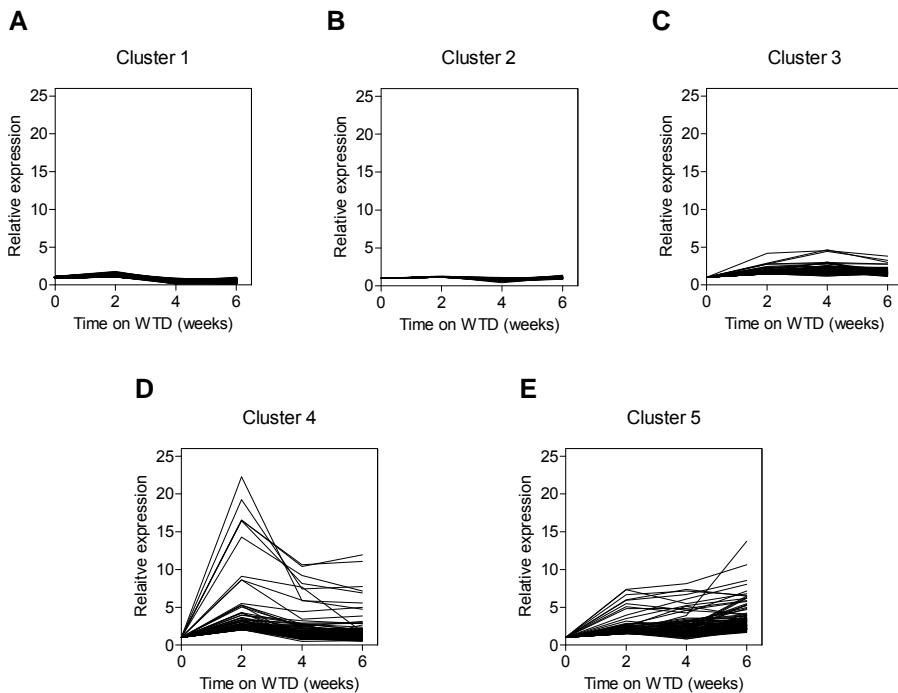 A
Cluster 1
25
20
15
10
5
0
Relative expression
0 2 4 6
Time on WTD (weeks)
B
Cluster 2
25
20
15
10
5
0
Relative expression
0 2 4 6
Time on WTD (weeks)
C
Cluster 3
25
20
15
10
5
0
Relative expression
0 2 4 6
Time on WTD (weeks)
D
Cluster 4
25
20
15
10
5
0
Relaitve expression
0 2 4 6
Time on WTD (weeks)
E
Cluster 5
25
20
15
10
5
0
Relative expression
0 2 4 6
Time on WTD (weeks)